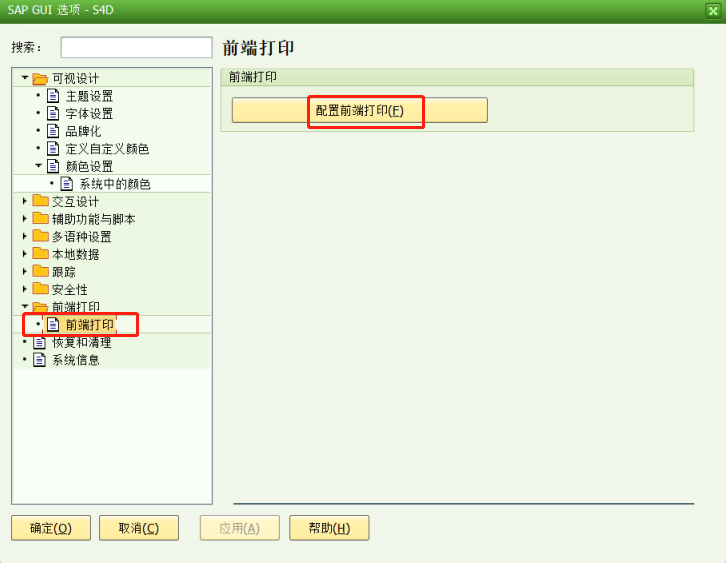 SAP GUI 选项 - S4D
搜索：
前端打印
可视设计
主题设置
字体设置
品牌化
定义自定义颜色
颜色设置
系统中的颜色
交互设计
辅助功能与脚本
多语种设置
本地数据
跟踪
安全性
前端打印
前端打印
恢复和清理
系统信息
前端打印
配置前端打印(F)
确定(O)
取消(C)
应用(A)
帮助(H)